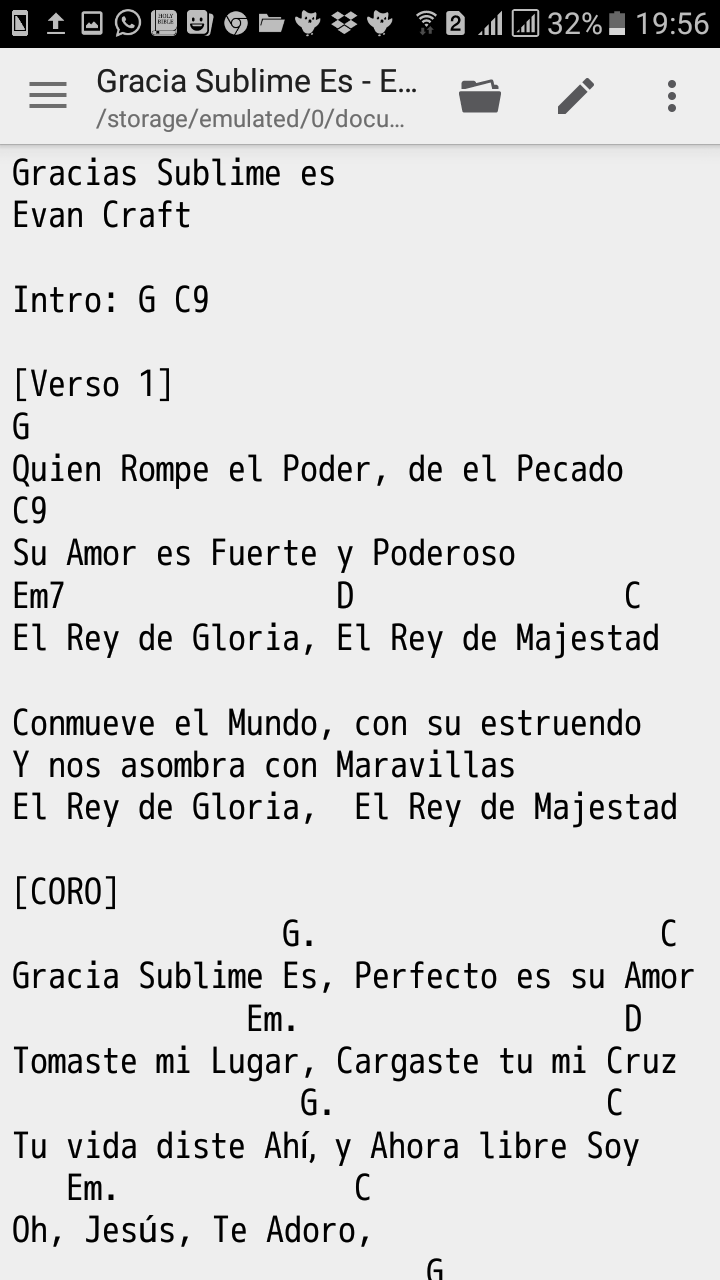 32% 19:56
Gracia Sublime Es - E...
/storage/emulated/0/docu...
Gracias Sublime es
Evan Craft
Intro: G C9
[Verso 1]
G
Quien Rompe el Poder, de el Pecado
C9
Su Amor es Fuerte y Poderoso
Em7 D C
El Rey de Gloria, El Rey de Majestad
Conmueve el Mundo, con su estruendo
Y nos asombra con Maravillas
El Rey de Gloria,  El Rey de Majestad
[CORO]
G. C
Gracia Sublime Es, Perfecto es su Amor
Em. D
Tomaste mi Lugar, Cargaste tu mi Cruz
G. C
Tu vida diste Ahí, y Ahora libre Soy
Em. C
Oh, Jesús, Te Adoro,
G